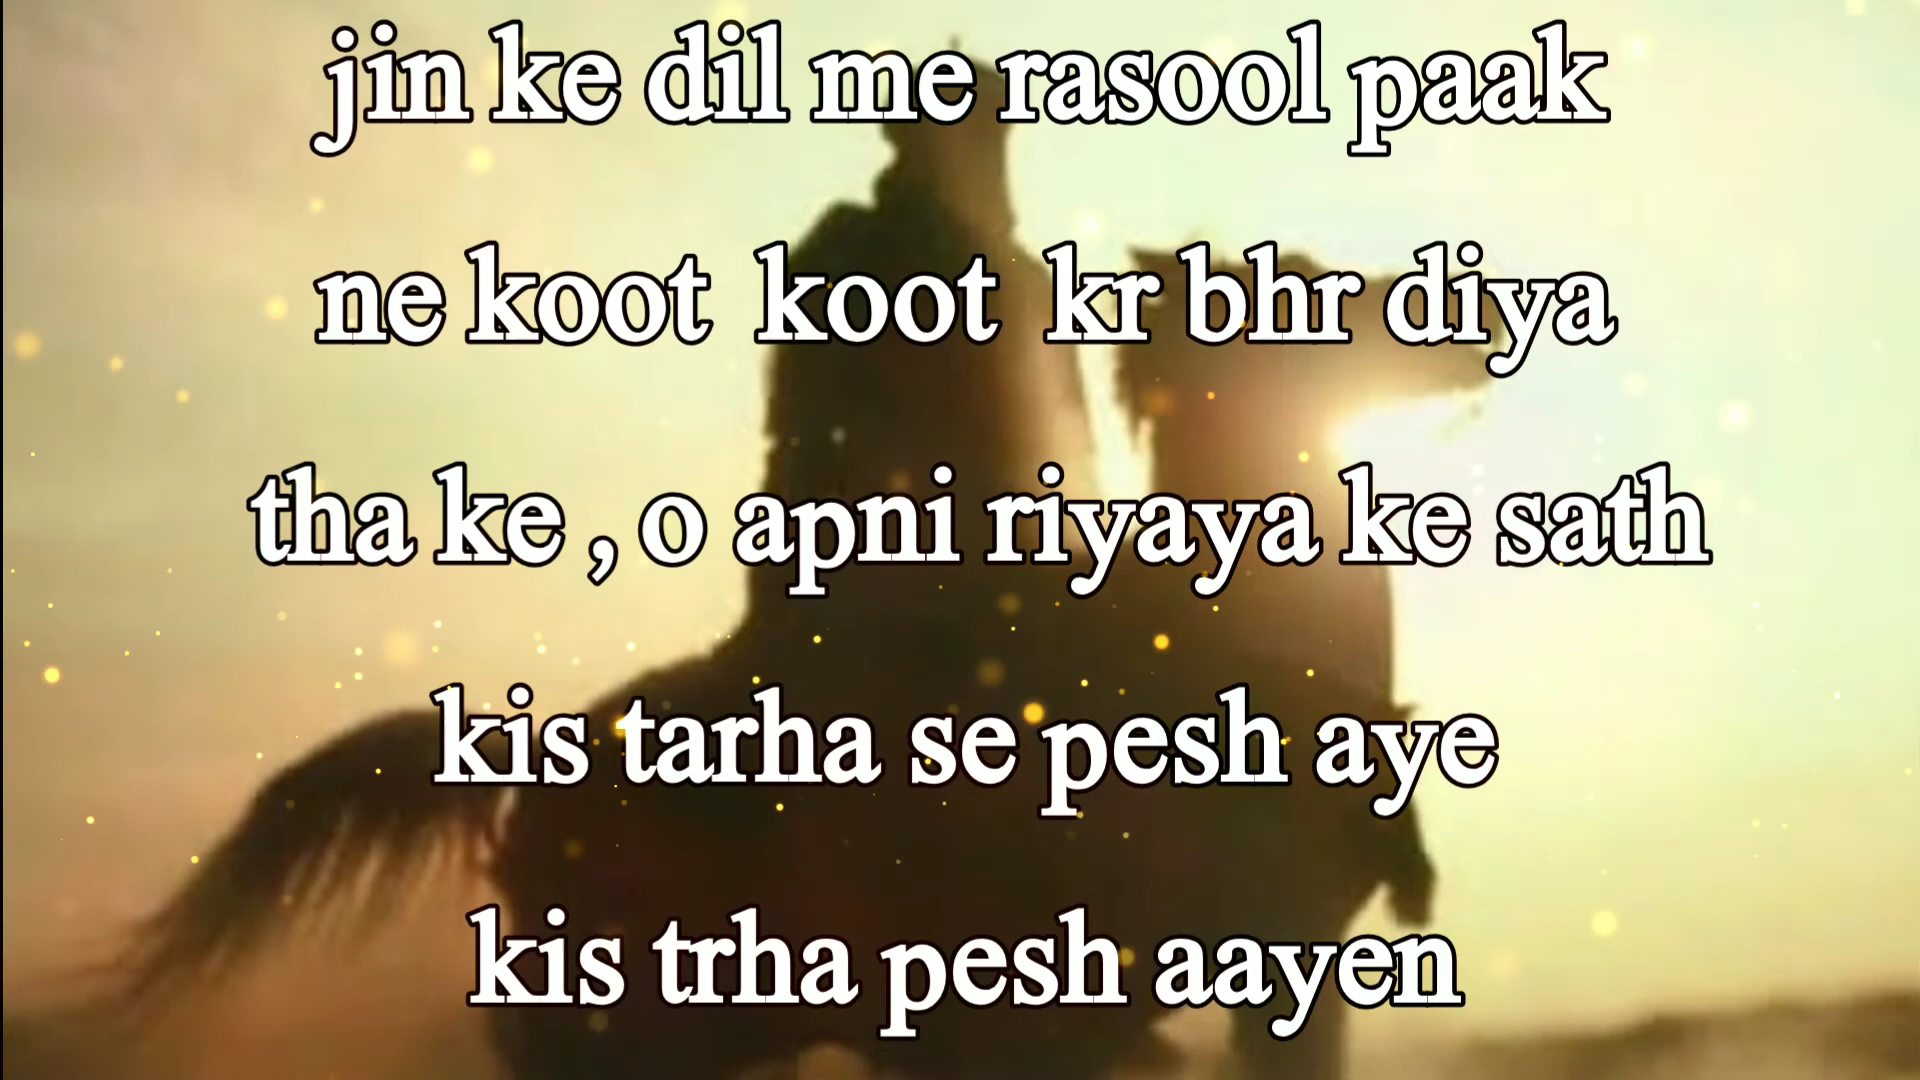 jin ke dil me rasool paak
ne koot koot kr bhr diya
tha ke , o apni riyaya ke sath
kis tarha se pesh aye
kis trha pesh aayen